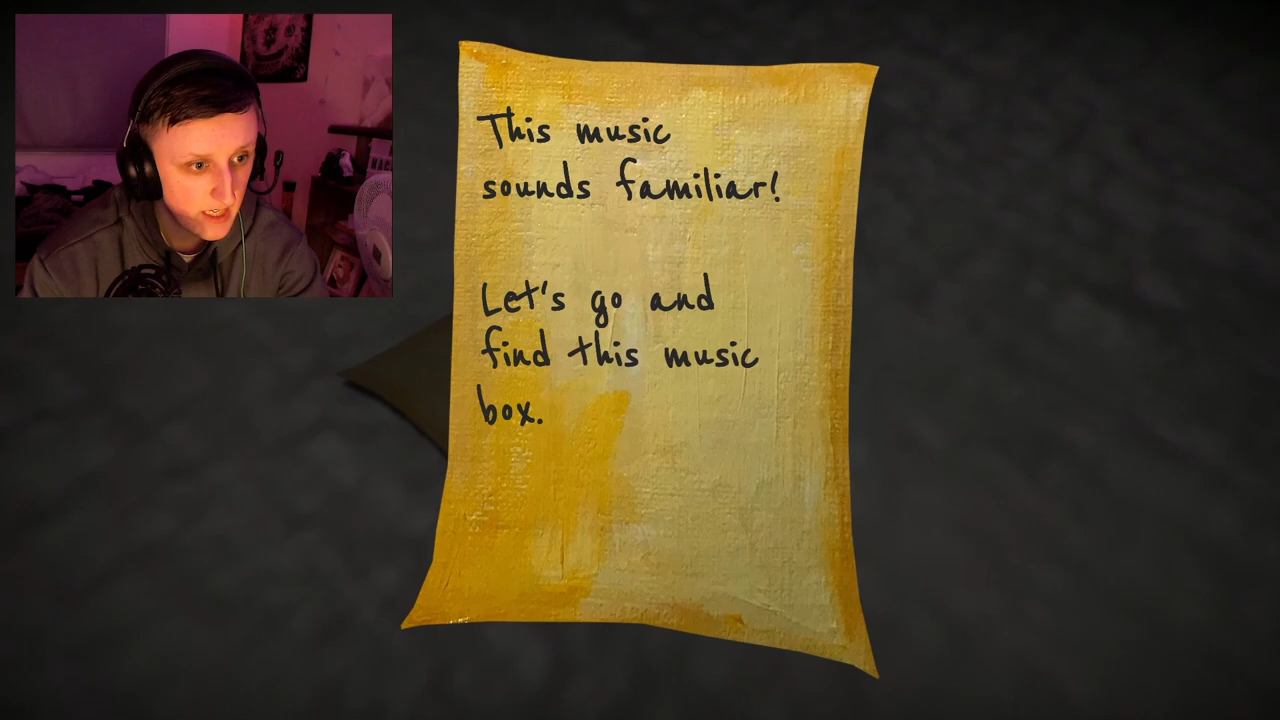 This music
sounds familiar!
Let's go and
find this music
box.